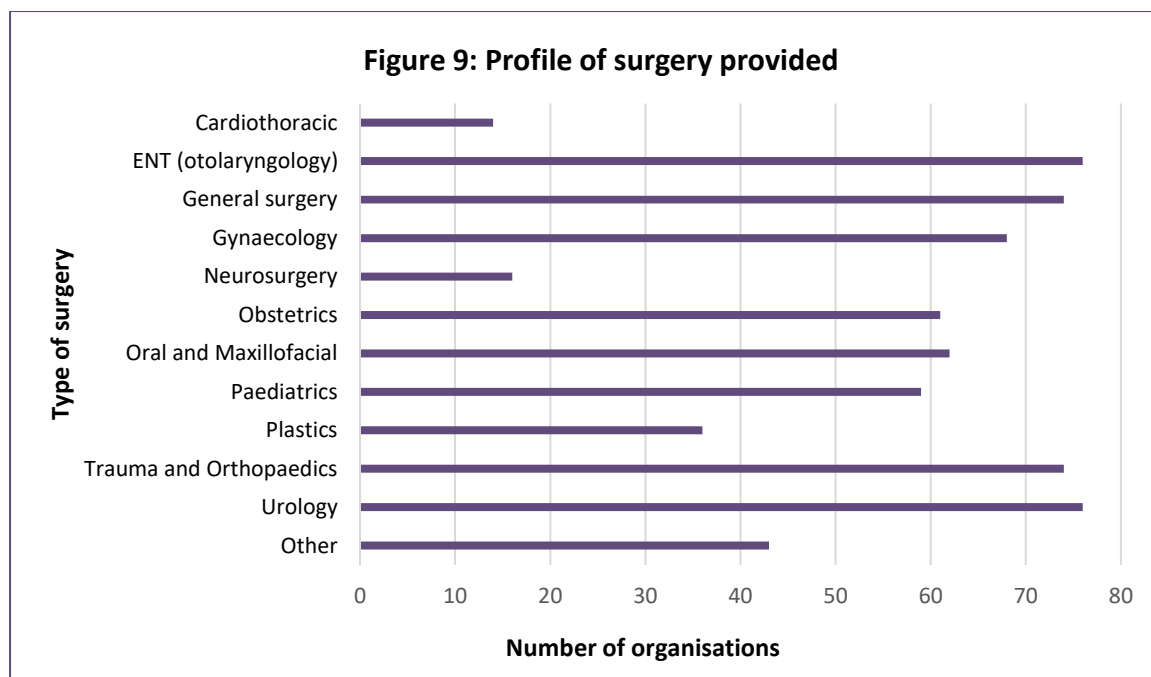 Figure 9: Profile of surgery provided
Type of surgery
Cardiothoracic
ENT (otolaryngology)
General surgery
Gynaecology
Neurosurgery
Obstetrics
Oral and Maxillofacial
Paediatrics
Plastics
Trauma and Orthopaedics
Urology
Other
0 10 20 30 40 50 60 70 80
Number of organisations